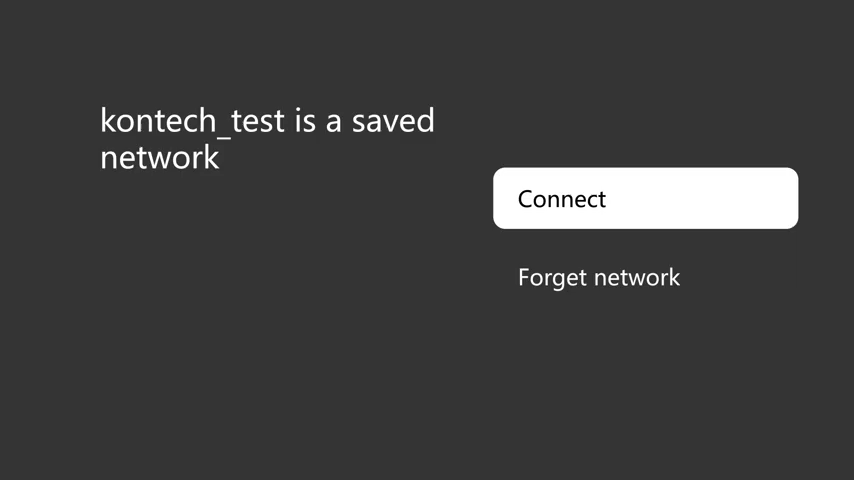 kontech_test is a saved
network
Connect
Forget network